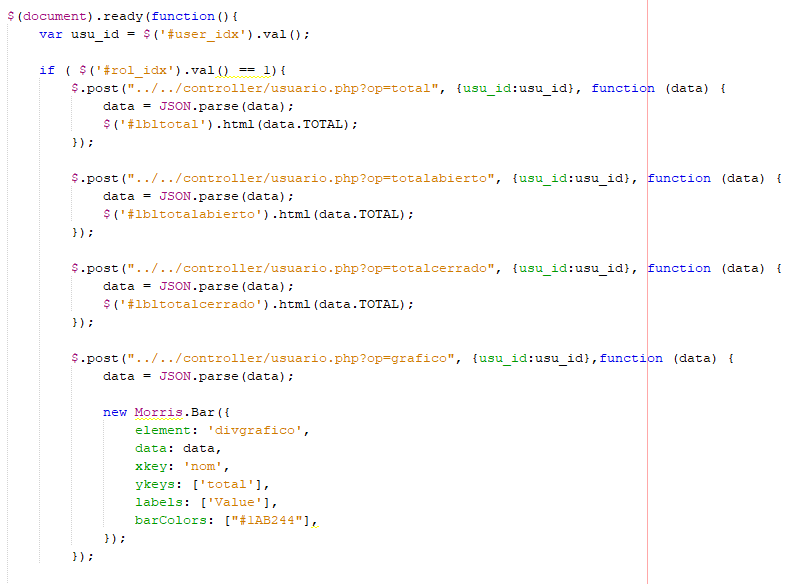 $(document).ready(function(){
    var usu_id = $('#user_idx').val();

    if ( $('#rol_idx').val() == 1){
        $.post("../../controller/usuario.php?op=total", {usu_id:usu_id}, function (data) {
            data = JSON.parse(data);
            $('#lbltotal').html(data.TOTAL);
        });

        $.post("../../controller/usuario.php?op=totalabierto", {usu_id:usu_id}, function (data) {
            data = JSON.parse(data);
            $('#lbltotalabierto').html(data.TOTAL);
        });

        $.post("../../controller/usuario.php?op=totalcerrado", {usu_id:usu_id}, function (data) {
            data = JSON.parse(data);
            $('#lbltotalcerrado').html(data.TOTAL);
        });

        $.post("../../controller/usuario.php?op=grafico", {usu_id:usu_id},function (data) {
            data = JSON.parse(data);

            new Morris.Bar({
                element: 'divgrafico',
                data: data,
                xkey: 'nom',
                ykeys: ['total'],
                labels: ['Value'],
                barColors: ["#1AB244"],
            });
        });